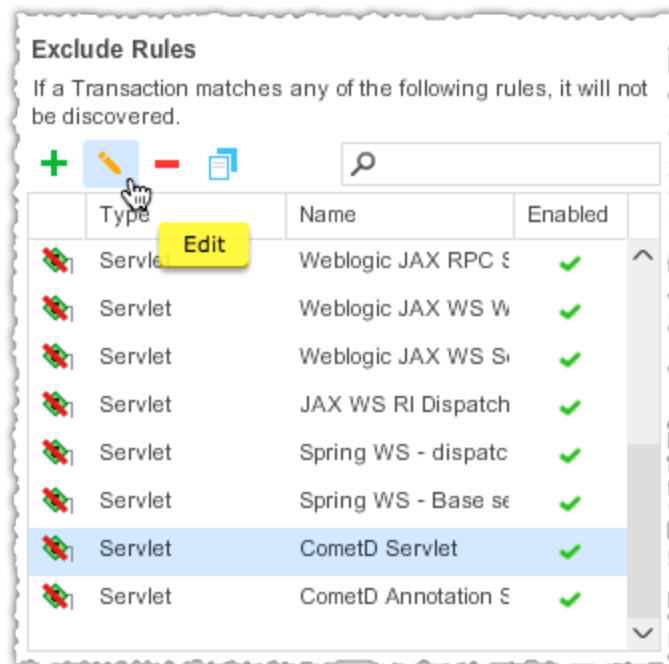 Exclude Rules
If a Transaction matches any of the following rules, it will not
be discovered.
Type Name Enabled
Edit
Servlet Weblogic JAX RPC
Servlet Weblogic JAX WS
Servlet Weblogic JAX WS
Servlet JAX WS RI Dispatch
Servlet Spring WS - dispatc
Servlet Spring WS - Base se
Servlet CometD Servlet
Servlet CometD Annotation S